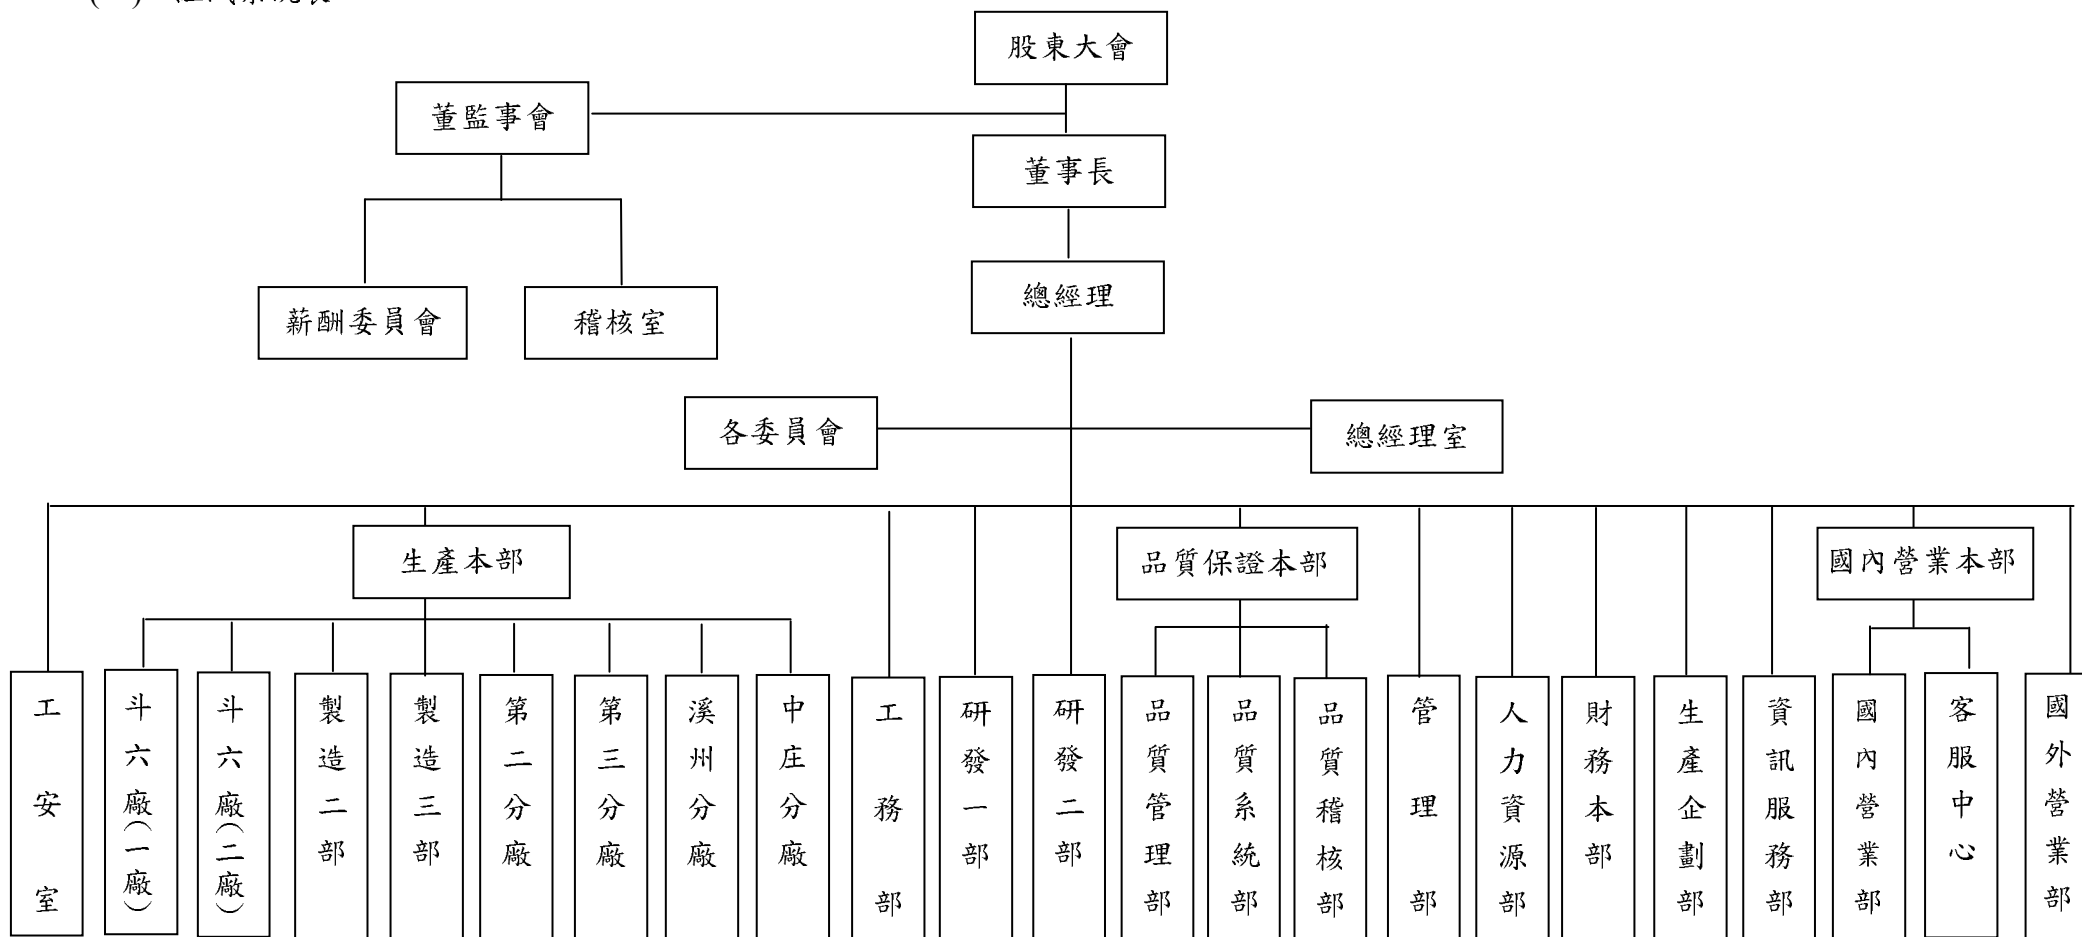 股東大會
董監事會
董事長
總經理
薪酬委員會
稽核室
各委員會
總經理室
生產本部
品質保證本部
國內營業本部
工安室
斗六廠(一廠)
斗六廠(二廠)
製造二部
製造三部
第二分廠
第三分廠
溪州分廠
中庄分廠
工務部
研發一部
研發二部
品質管理部
品質系統部
品質稽核部
管理部
人力資源部
財務本部
生產企劃部
資訊服務部
國內營業部
客服中心
國外營業部